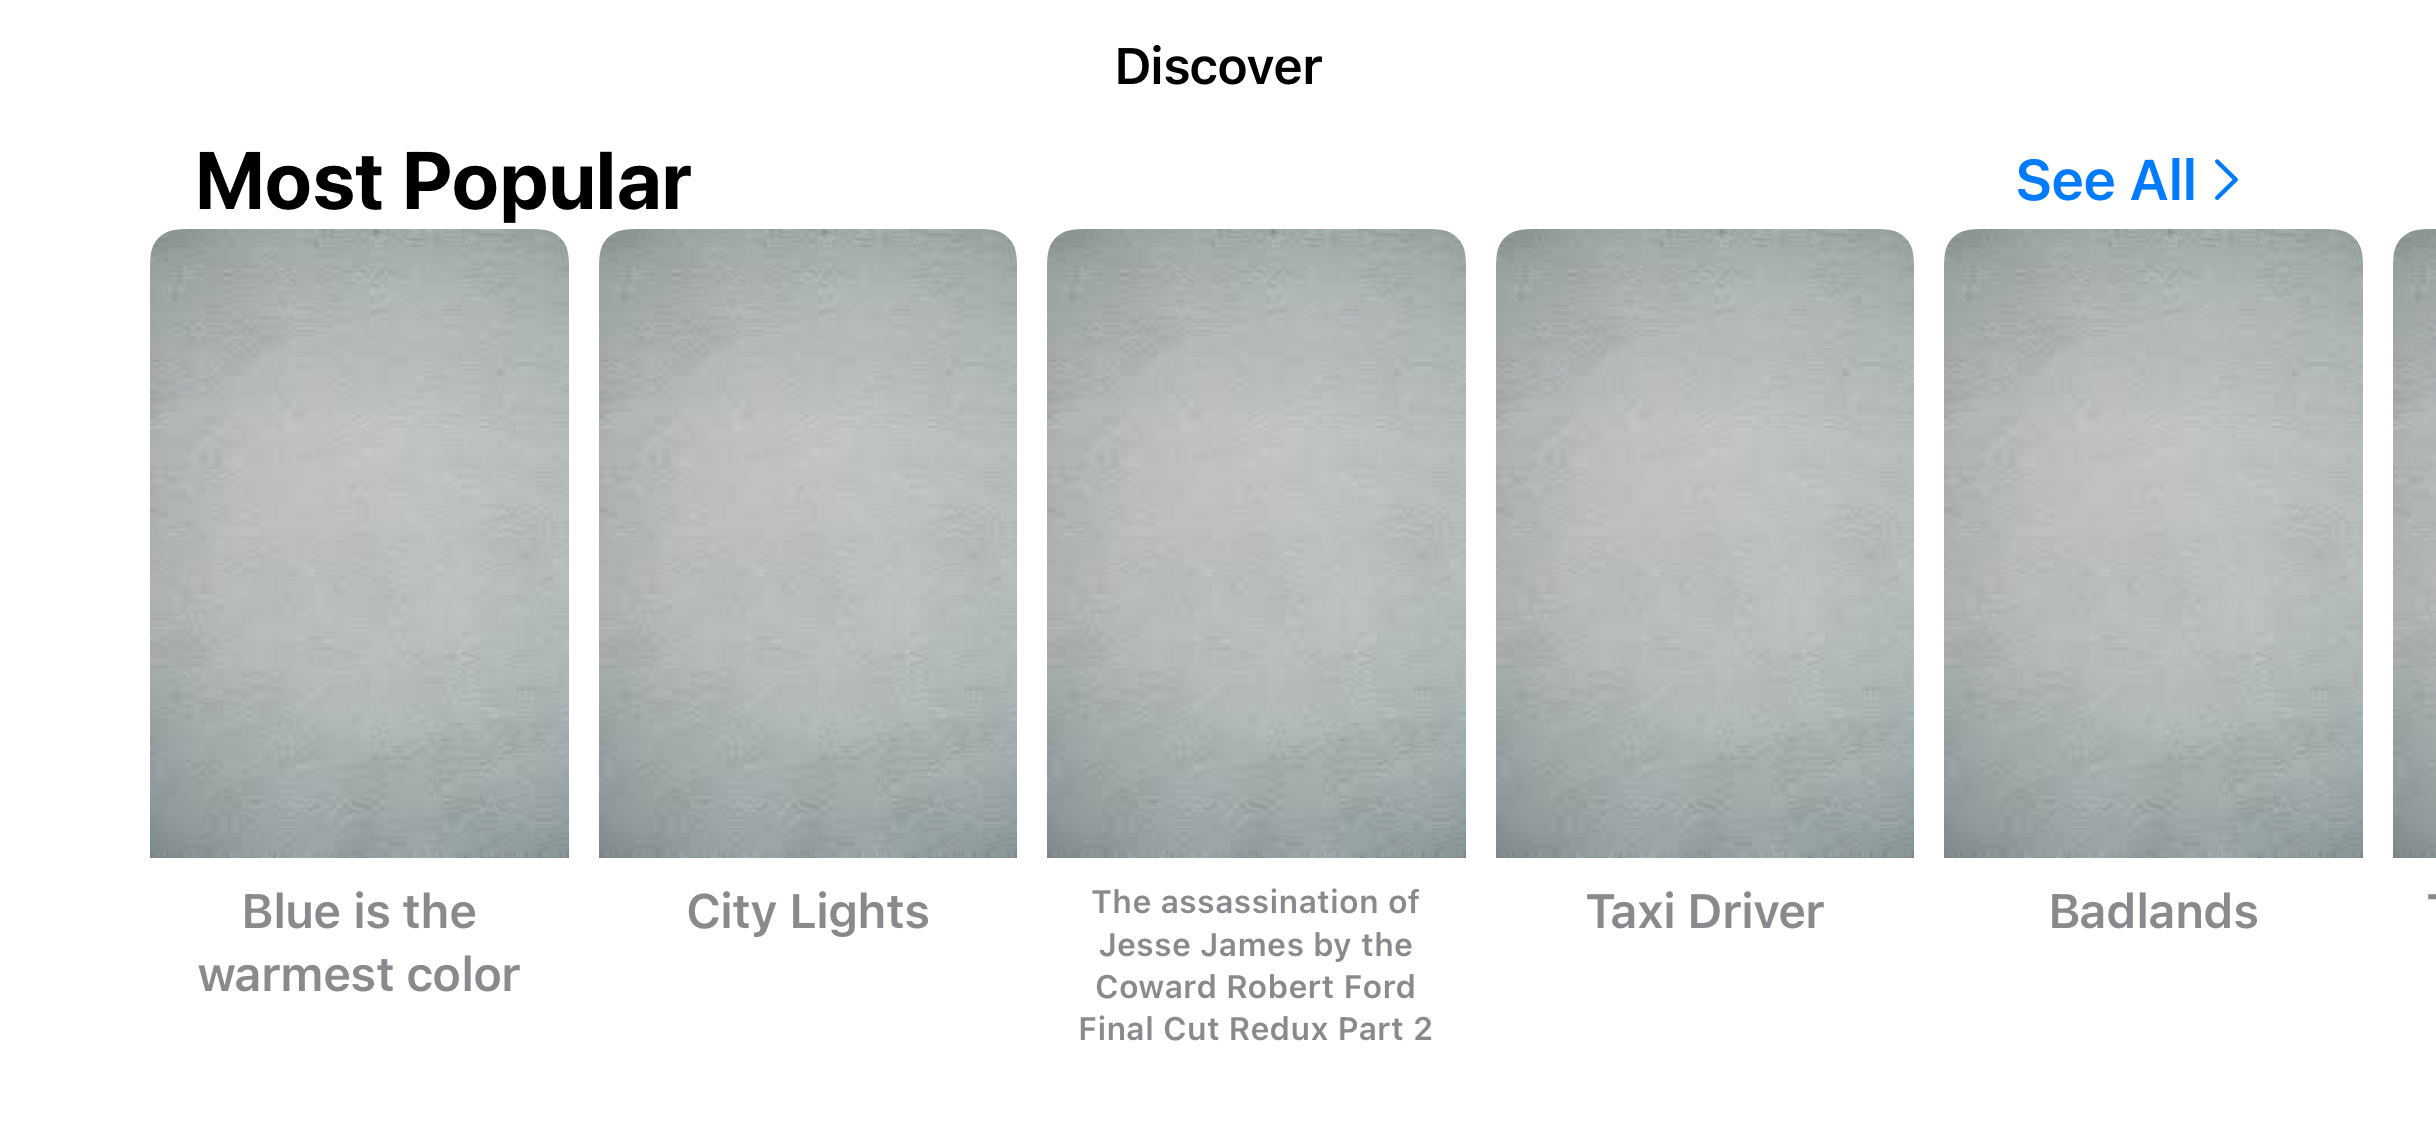 Discover
Most Popular
See All
Blue is the
warmest color
City Lights
The assassination of
Jesse James by the
Coward Robert Ford
Final Cut Redux Part 2
Taxi Driver
Badlands